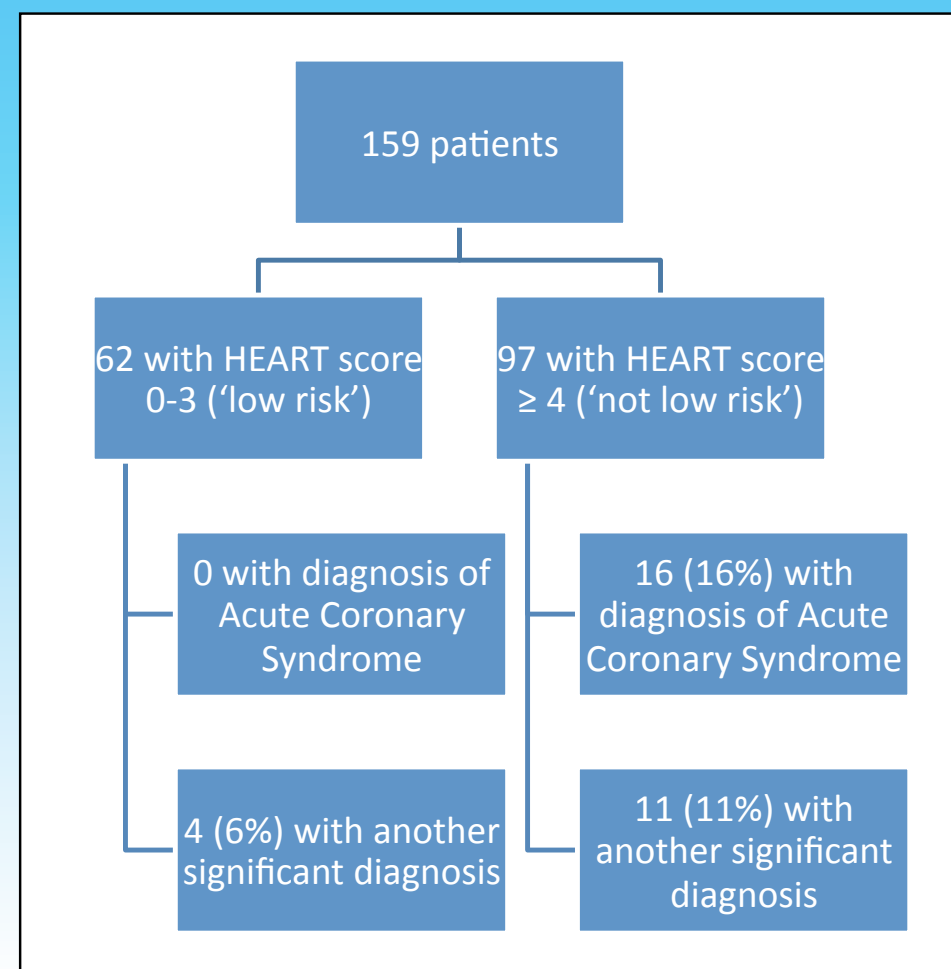 159 patients
62 with HEART score
0-3 (‘low risk’)
97 with HEART score
≥ 4 (‘not low risk’)
0 with diagnosis of
Acute Coronary
Syndrome
16 (16%) with
diagnosis of Acute
Coronary Syndrome
4 (6%) with another
significant diagnosis
11 (11%) with
another significant
diagnosis